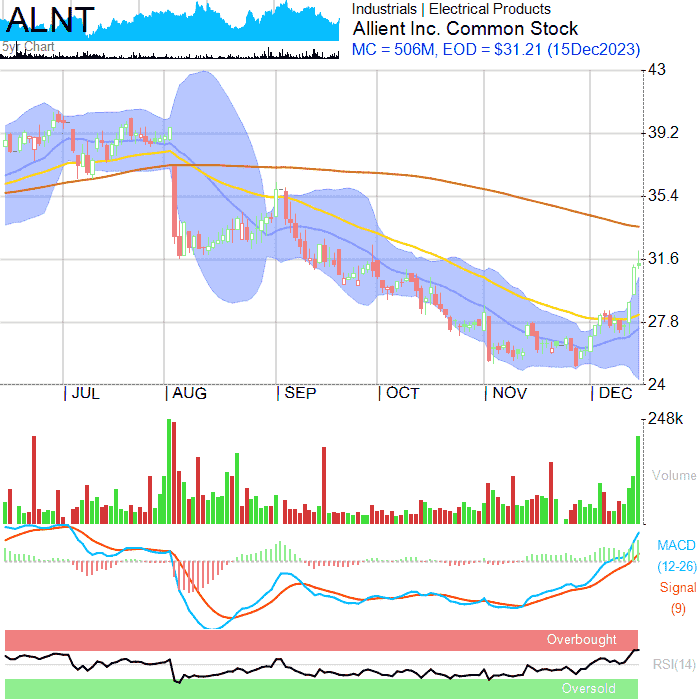 ALNT
5yr Chart
Industrials | Electrical Products
Allient Inc. Common Stock
MC = 506M, EOD = $31.21 (15Dec2023)
43
39.2
35.4
31.6
27.8
24
| JUL | AUG | SEP | OCT | NOV | DEC
248k
Volume
MACD
(12-26)
Signal
(9)
Overbought
RSI(14)
Oversold